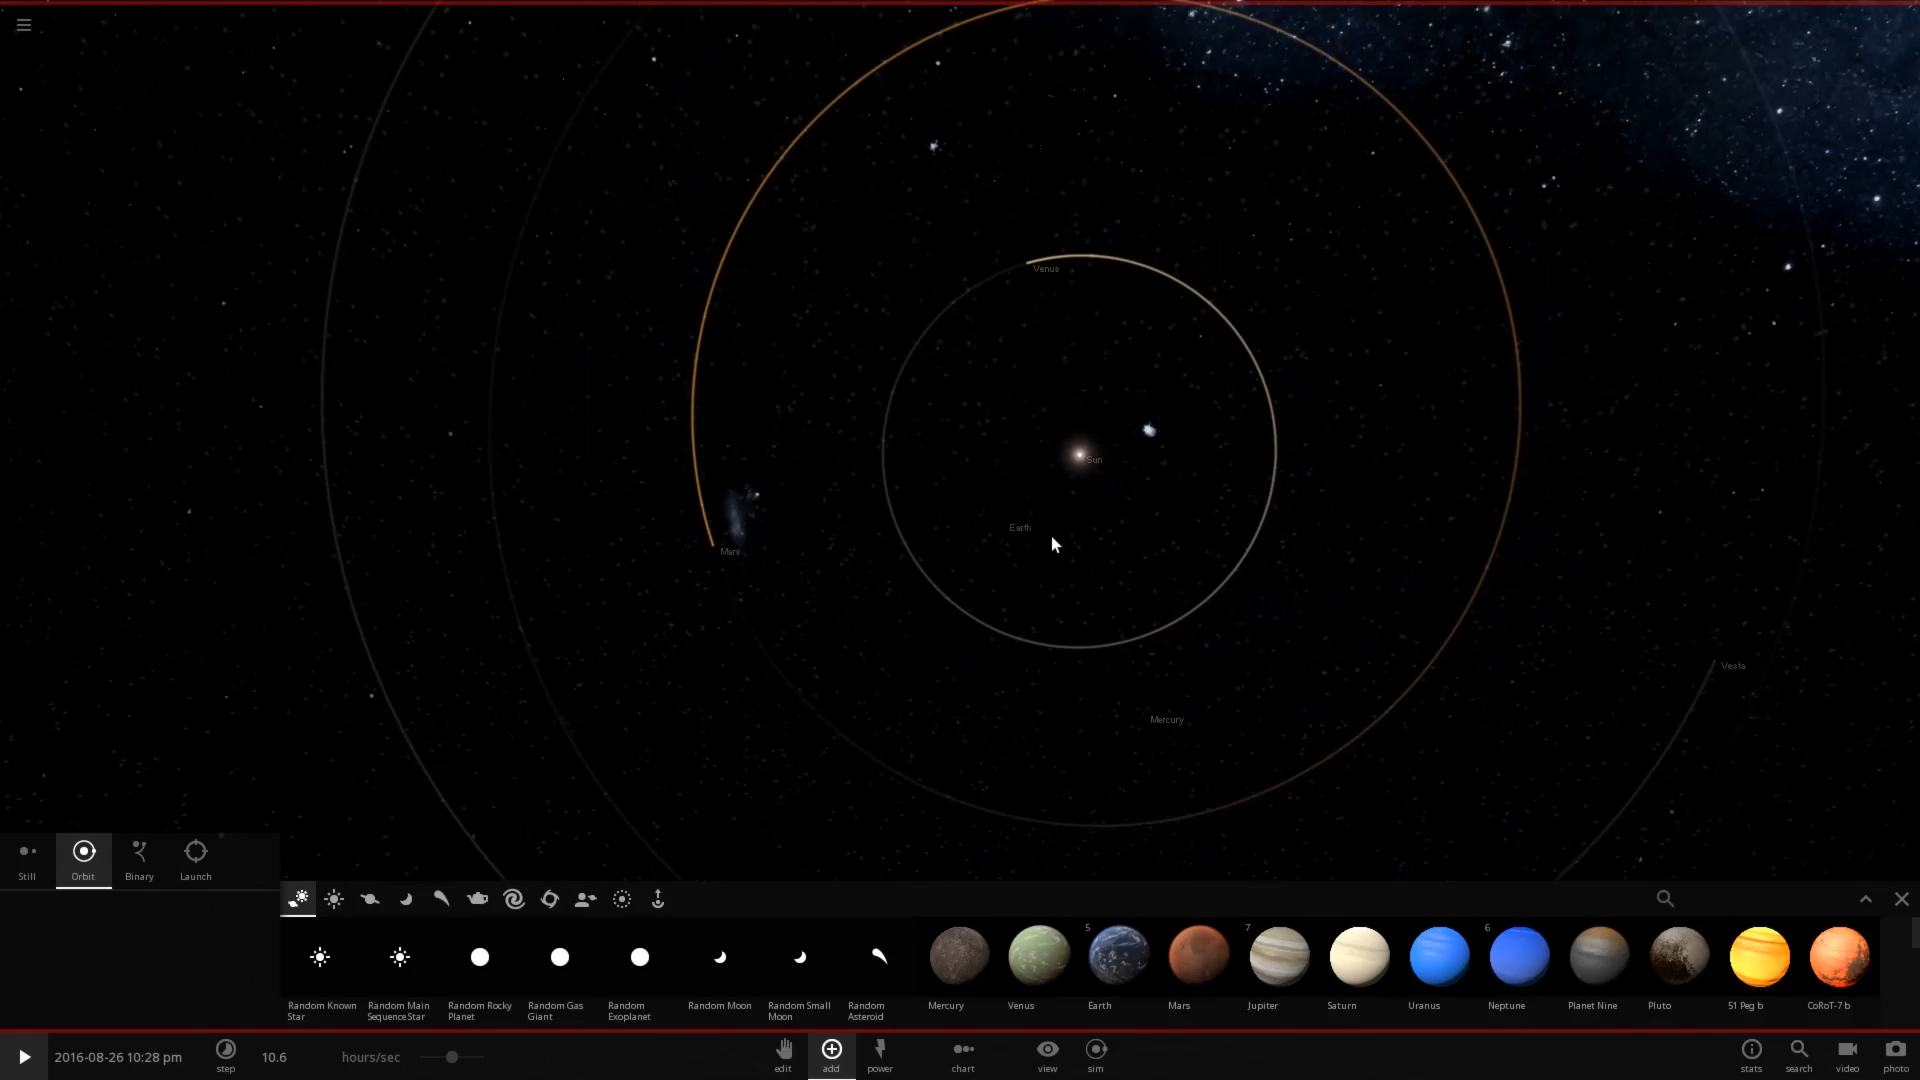 Venus
Sun
Earth
Mars
Vesta
Mercury
Still
Orbit
Binary
Launch
5
7
6
Random Known
Star
Random Main
Sequence Star
Random Rocky
Planet
Random Gas
Giant
Random
Exoplanet
Random Moon
Random Small
Moon
Random
Asteroid
Mercury
Venus
Earth
Mars
Jupiter
Saturn
Uranus
Neptune
Planet Nine
Pluto
51 Peg b
CoRoT-7 b
2016-08-26 10:28 pm
step
10.6
hours/sec
edit
add
power
chart
view
sim
stats
search
video
photo